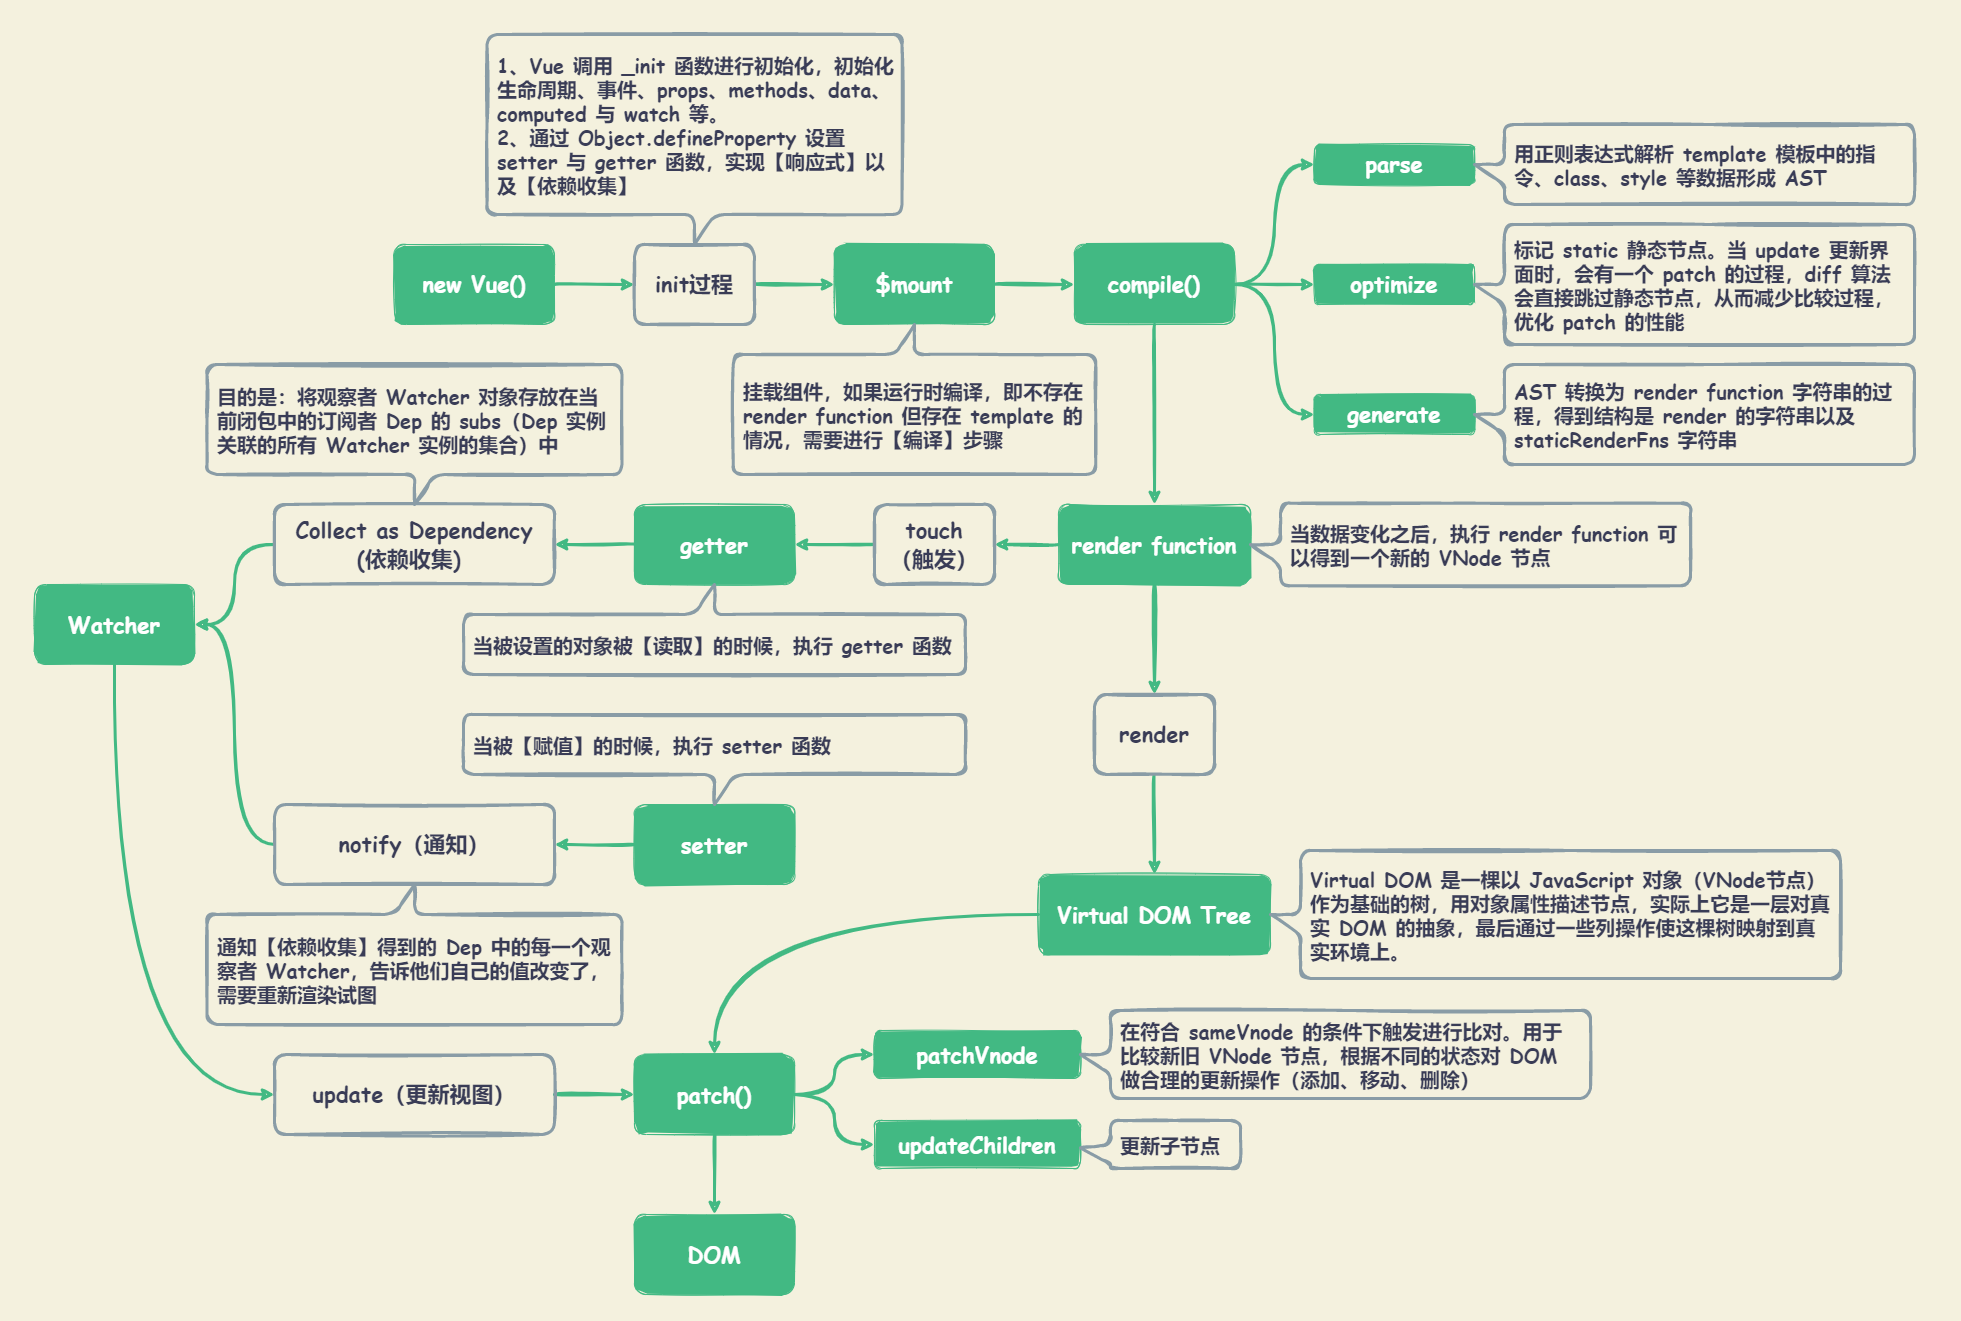 1、Vue 调用 _init 函数进行初始化，初始化
生命周期、事件、props、methods、data、
computed 与 watch 等。
2、通过 Object.defineProperty 设置
setter 与 getter 函数，实现【响应式】以
及【依赖收集】
new Vue()
init过程
$mount
compile()
parse
用正则表达式解析 template 模板中的指
令、class、style 等数据形成 AST
optimize
标记 static 静态节点。当 update 更新界
面时，会有一个 patch 的过程，diff 算法
会直接跳过静态节点，从而减少比较过程，
优化 patch 的性能
generate
AST 转换为 render function 字符串的过
程，得到结构是 render 的字符串以及
staticRenderFns 字符串
挂载组件，如果运行时编译，即不存在
render function 但存在 template 的
情况，需要进行【编译】步骤
目的是：将观察者 Watcher 对象存放在当
前闭包中的订阅者 Dep 的 subs（Dep 实例
关联的所有 Watcher 实例的集合）中
Collect as Dependency
(依赖收集)
getter
touch
（触发）
render function
当数据变化之后，执行 render function 可
以得到一个新的 VNode 节点
Watcher
当被设置的对象被【读取】的时候，执行 getter 函数
render
当被【赋值】的时候，执行 setter 函数
notify（通知）
setter
通知【依赖收集】得到的 Dep 中的每一个观
察者 Watcher，告诉他们自己的值改变了，
需要重新渲染试图
Virtual DOM Tree
Virtual DOM 是一棵以 JavaScript 对象（VNode节点）
作为基础的树，用对象属性描述节点，实际上它是一层对真
实 DOM 的抽象，最后通过一些列操作使这棵树映射到真
实环境上。
update（更新视图）
patch()
patchVnode
在符合 sameVnode 的条件下触发进行比对。用于
比较新旧 VNode 节点，根据不同的状态对 DOM
做合理的更新操作（添加、移动、删除）
updateChildren
更新子节点
DOM